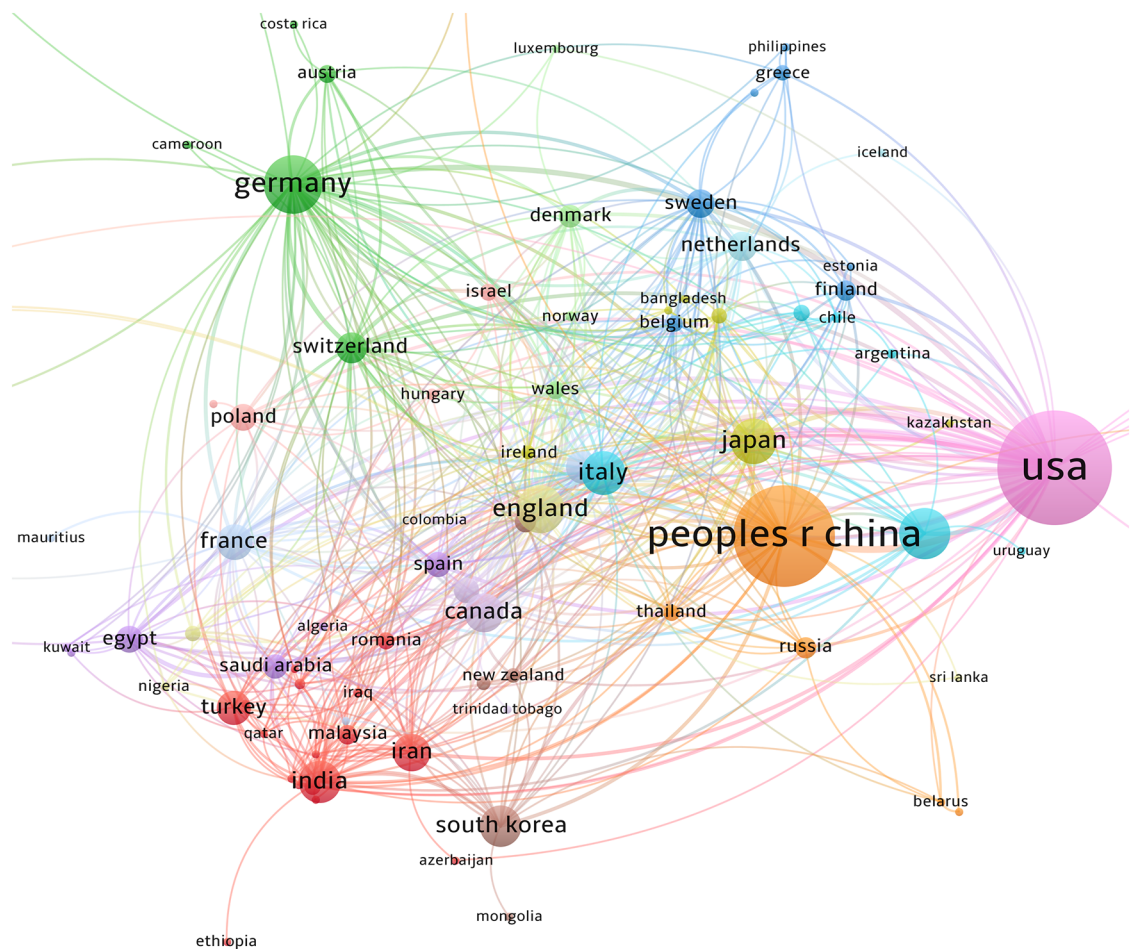 costa rica
luxembourg
philippines
austria
greece
cameroon
iceland
germany
sweden
denmark
netherlands
estonia
israel
finland
bangladesh
norway
belgium
chile
switzerland
argentina
wales
hungary
poland
kazakhstan
japan
ireland
italy
usa
england
colombia
peoples r china
mauritius
france
uruguay
spain
canada
thailand
algeria
egypt
romania
kuwait
russia
saudi arabia
new zealand
sri lanka
nigeria
iraq
turkey
trinidad tobago
qatar
malaysia
iran
india
belarus
south korea
azerbaijan
mongolia
ethiopia